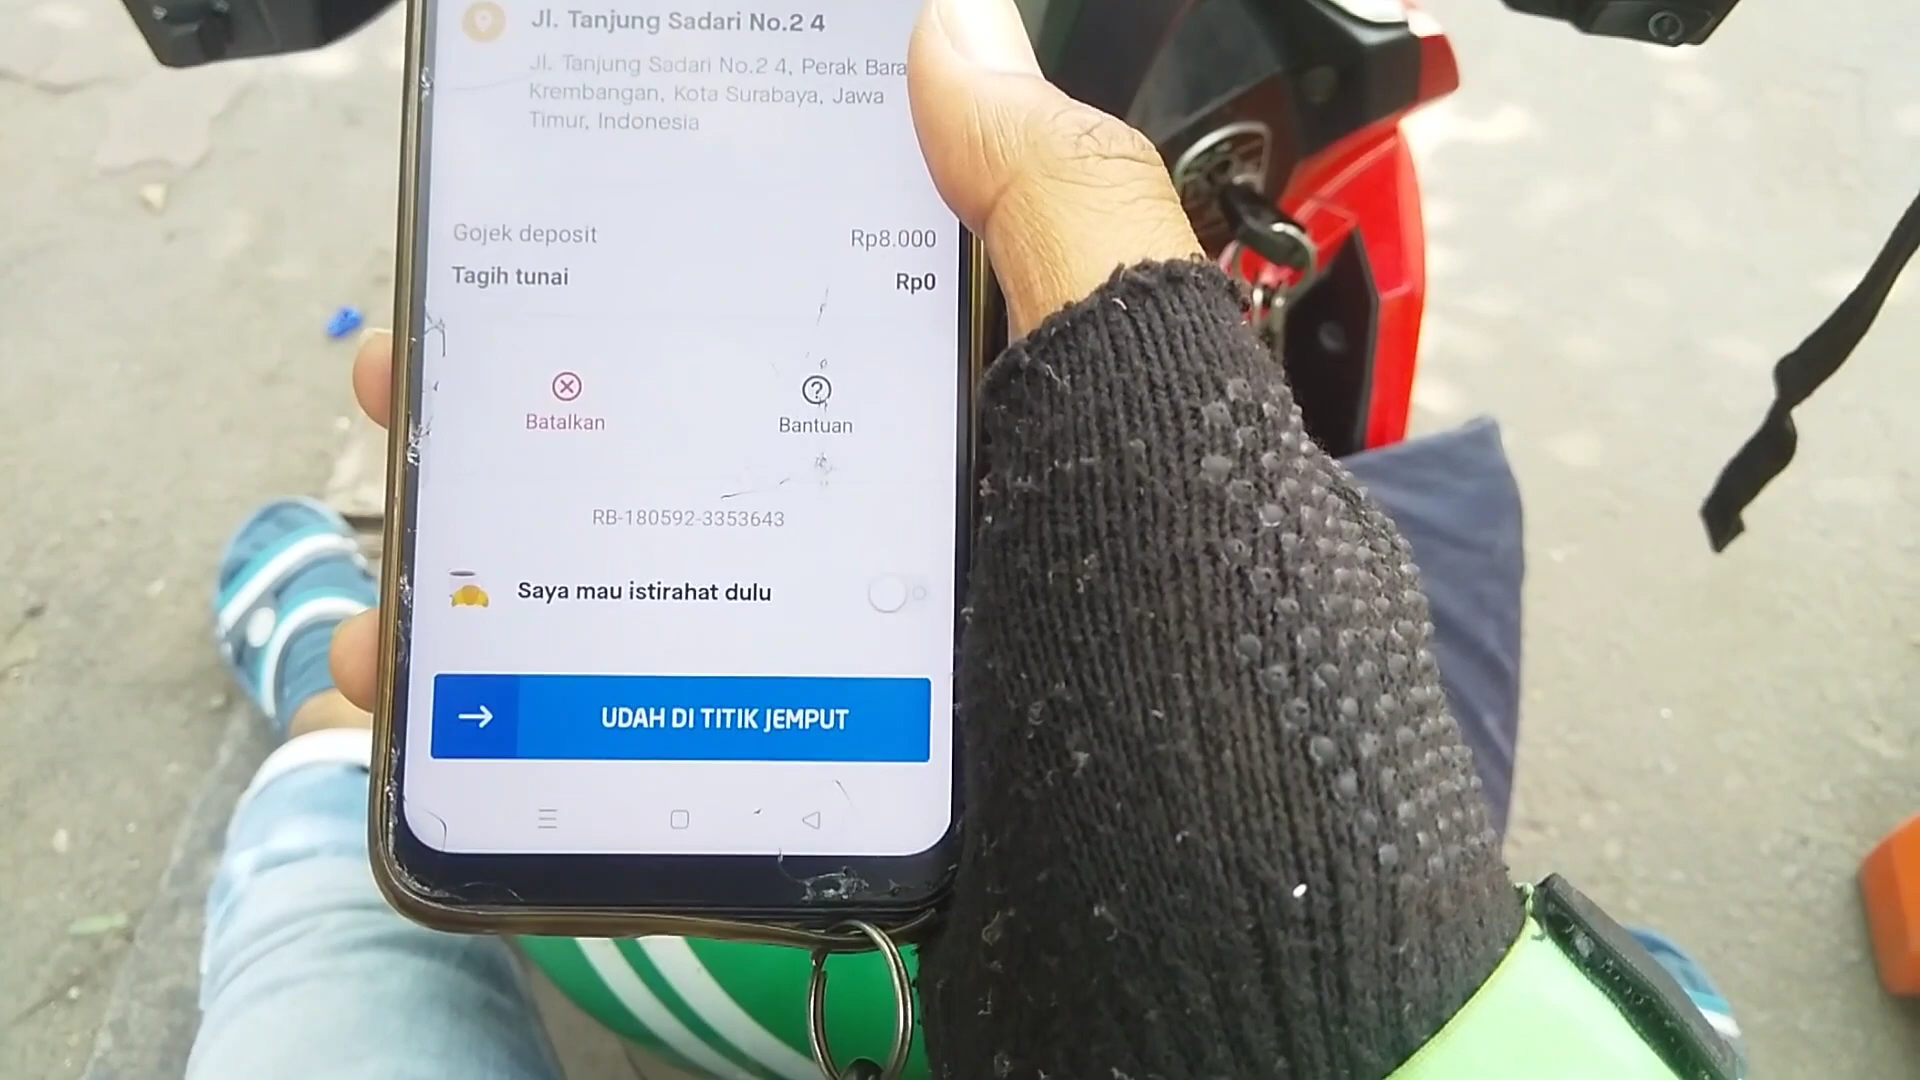 Jl. Tanjung Sadari No.2 4
Jl. Tanjung Sadari No.2 4, Perak Bara
Krembangan, Kota Surabaya, Jawa
Timur, Indonesia
Gojek deposit Rp8.000
Tagih tunai Rp0
Batalkan Bantuan
RB-180592-3353643
Saya mau istirahat dulu
UDAH DI TITIK JEMPUT